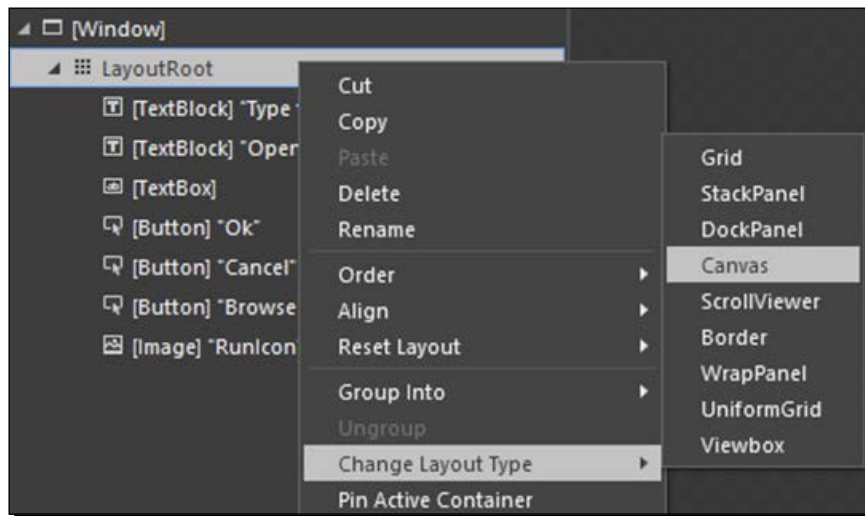 [Window]
LayoutRoot
[TextBlock] "Type
[TextBlock] "Open
[TextBox]
[Button] "Ok"
[Button] "Cancel"
[Button] "Browse
[Image] "RunIcon
Cut
Copy
Paste
Delete
Rename
Order
Align
Reset Layout
Group Into
Ungroup
Change Layout Type
Pin Active Container
Grid
StackPanel
DockPanel
Canvas
ScrollViewer
Border
WrapPanel
UniformGrid
Viewbox